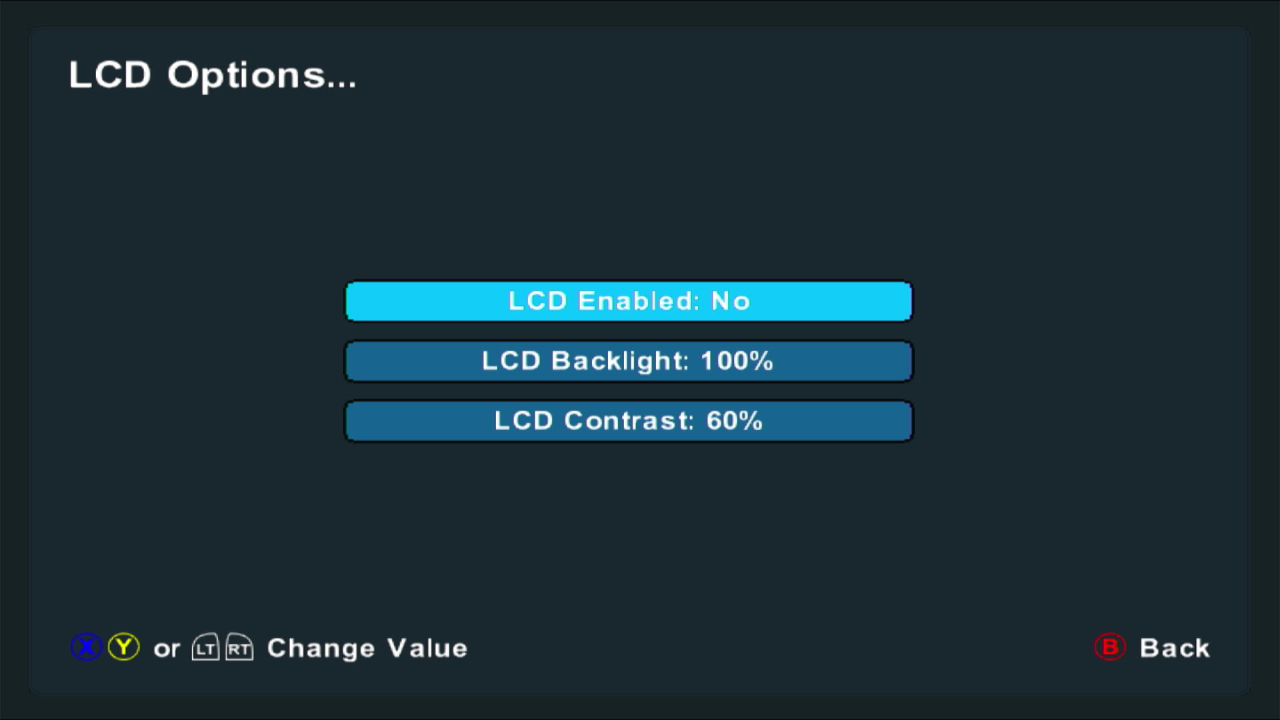 LCD Options...
LCD Enabled: No
LCD Backlight: 100%
LCD Contrast: 60%
X Y or LT RT Change Value
B Back